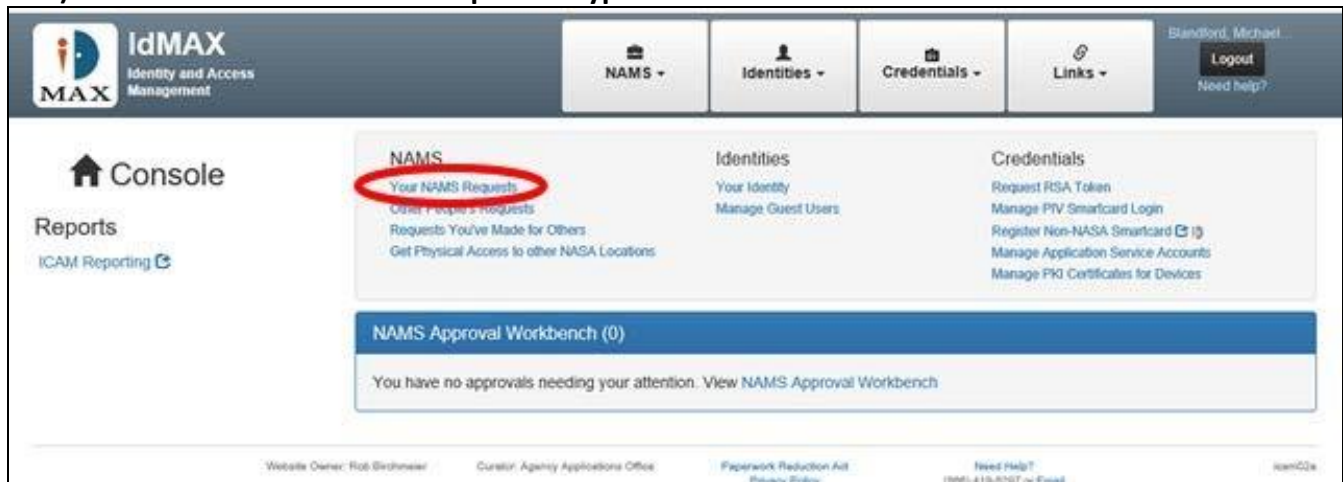 IdMAX
Identity and Access
Management
MAX
NAMS
Identities
Credentials
Links
Blandford, Michael...
Logout
Need help?
Console
Reports
ICAM Reporting
NAMS
Your NAMS Requests
Other People's Requests
Requests You've Made for Others
Get Physical Access to other NASA Locations
Identities
Your Identity
Manage Guest Users
Credentials
Request RSA Token
Manage PIV Smartcard Login
Register Non-NASA Smartcard
Manage Application Service Accounts
Manage PKI Certificates for Devices
NAMS Approval Workbench (0)
You have no approvals needing your attention. View NAMS Approval Workbench
Website Owner: Rob Birchmeier
Curator: Agency Applications Office
Paperwork Reduction Act
Privacy Policy
Need Help?
or Email